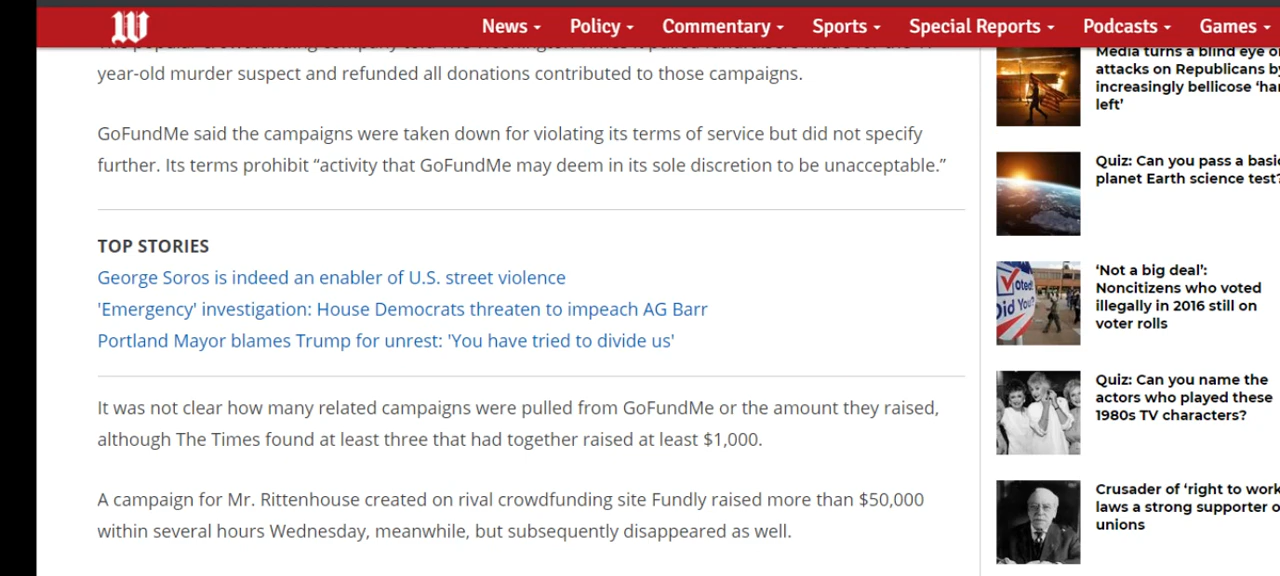 W
News Policy Commentary Sports Special Reports Podcasts Games
year-old murder suspect and refunded all donations contributed to those campaigns.
GoFundMe said the campaigns were taken down for violating its terms of service but did not specify
further. Its terms prohibit “activity that GoFundMe may deem in its sole discretion to be unacceptable.”
TOP STORIES
George Soros is indeed an enabler of U.S. street violence
'Emergency' investigation: House Democrats threaten to impeach AG Barr
Portland Mayor blames Trump for unrest: 'You have tried to divide us'
It was not clear how many related campaigns were pulled from GoFundMe or the amount they raised,
although The Times found at least three that had together raised at least $1,000.
A campaign for Mr. Rittenhouse created on rival crowdfunding site Fundly raised more than $50,000
within several hours Wednesday, meanwhile, but subsequently disappeared as well.
Media turns a blind eye
attacks on Republicans
increasingly bellicose
left’
Quiz: Can you pass a basic
planet Earth science test?
Voted!
Did You?
‘Not a big deal’:
Noncitizens who voted
illegally in 2016 still on
voter rolls
Quiz: Can you name the
actors who played these
1980s TV characters?
Crusader of ‘right to work
laws a strong supporter
unions